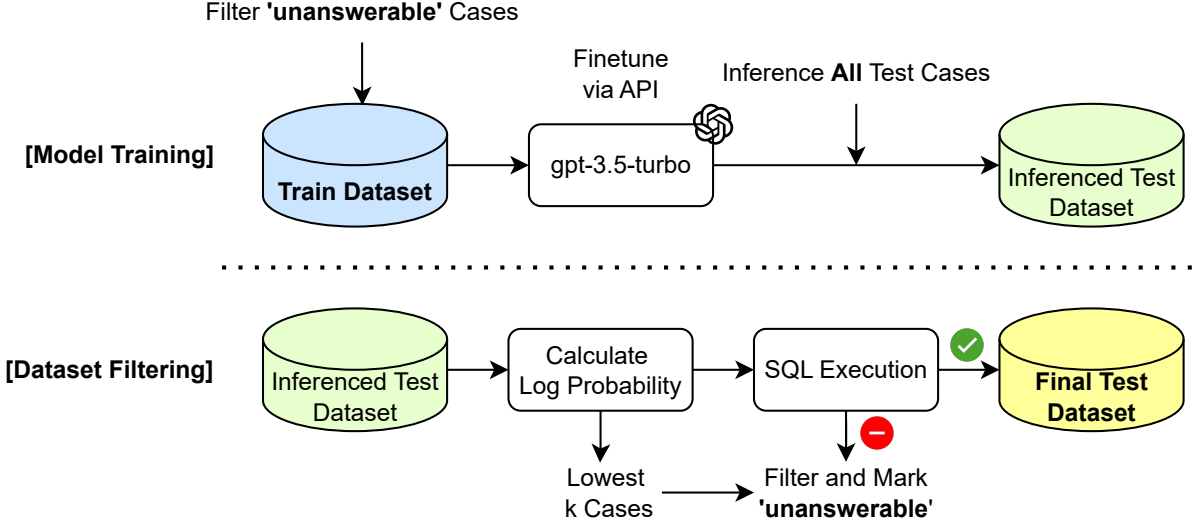 Filter 'unanswerable' Cases
Finetune
via API
Inference All Test Cases
[Model Training]
Train Dataset
gpt-3.5-turbo
Inferenced Test
Dataset
[Dataset Filtering]
Inferenced Test
Dataset
Calculate
Log Probability
SQL Execution
Final Test
Dataset
Lowest
k Cases
Filter and Mark
'unanswerable'